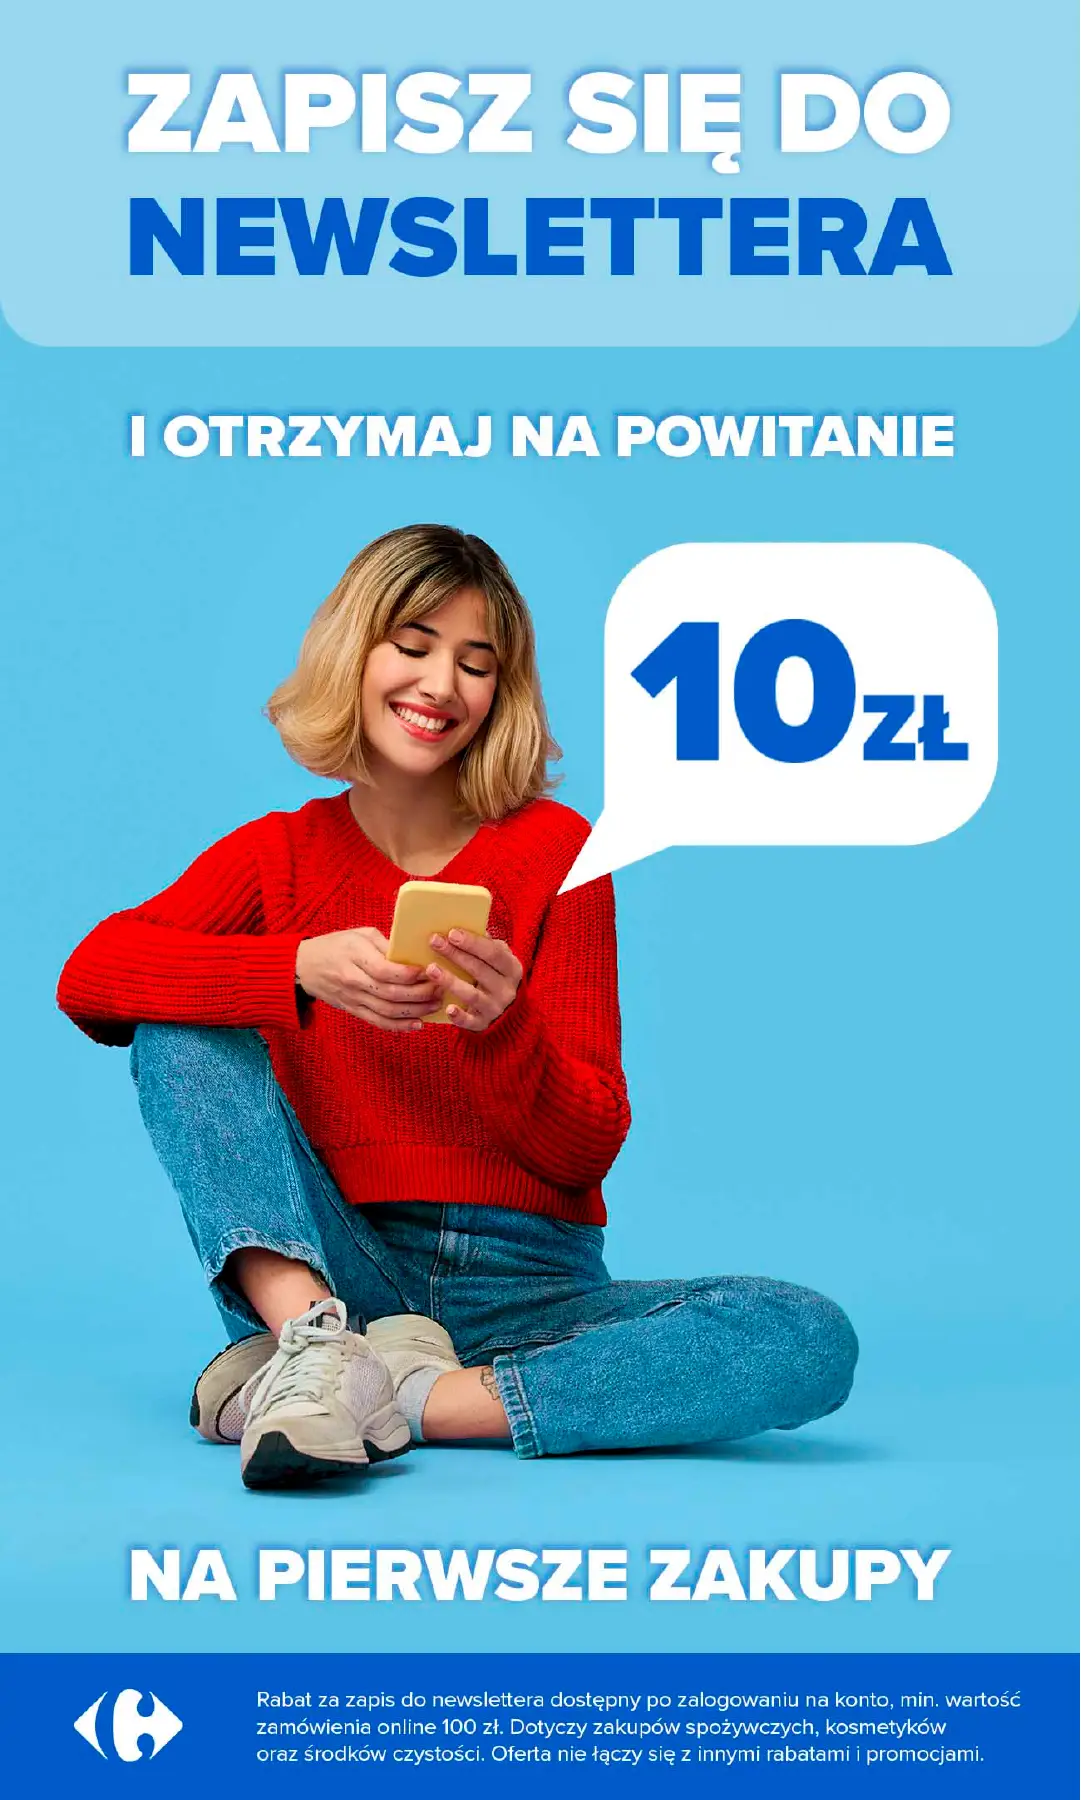 ZAPISZ SIĘ DO
NEWSLETTERA
I OTRZYMAJ NA POWITANIE
10 ZŁ
NA PIERWSZE ZAKUPY
Rabat za zapis do newslettera dostępny po zalogowaniu na konto, min. wartość
zamówienia online 100 zł. Dotyczy zakupów spożywczych, kosmetyków
oraz środków czystości. Oferta nie łączy się z innymi rabatami i promocjami.